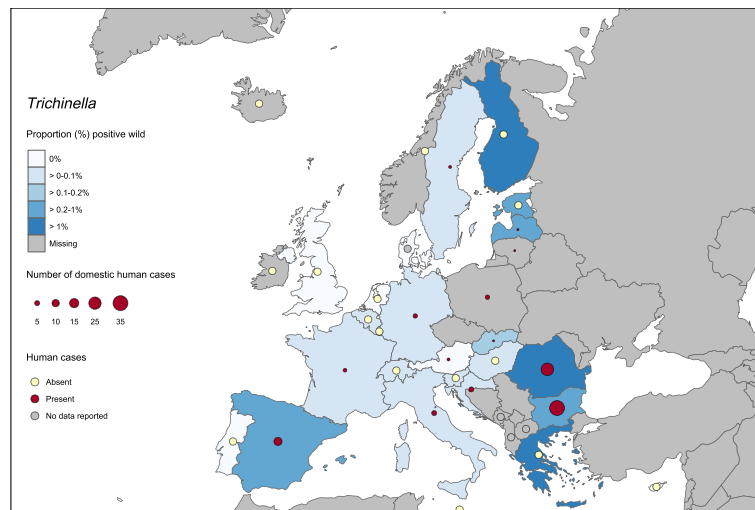 Trichinella
Proportion (%) positive wild
0%
> 0-0.1%
> 0.1-0.2%
> 0.2-1%
> 1%
Missing
Number of domestic human cases
5 10 15 25 35
Human cases
Absent
Present
No data reported